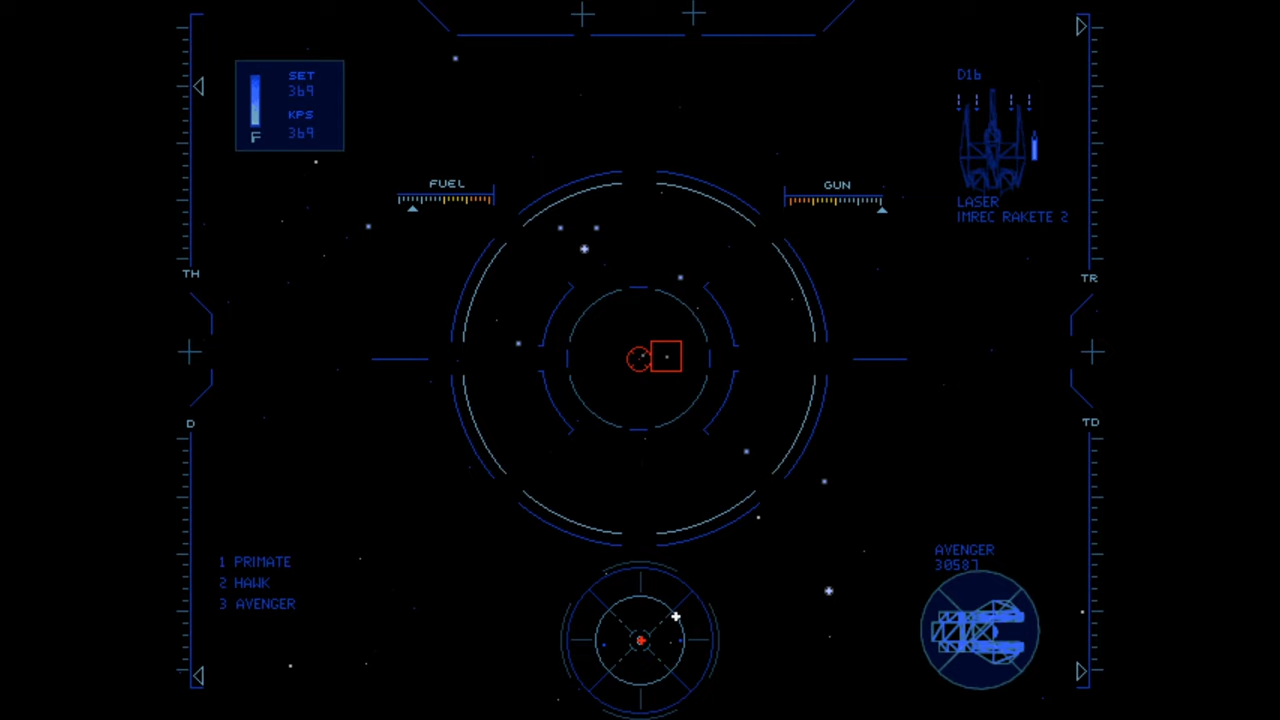 SET
369
KPS
369
F
D16
FUEL
GUN
LASER
IMREC RAKETE 2
TH
TR
D
TD
1 PRIMATE
2 HAWK
3 AVENGER
AVENGER
30587